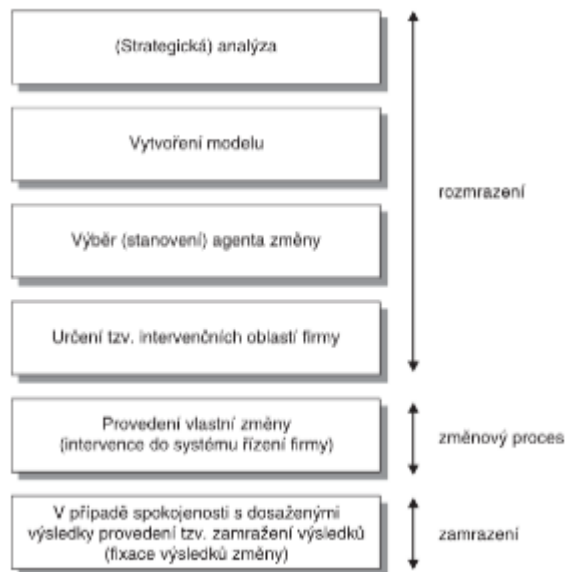 (Strategická) analýza
Vytvoření modelu
rozmrazení
Výběr (stanovení) agenta změny
Určení tzv. intervenčních oblastí firmy
Provedení vlastní změny
(intervence do systému řízení firmy)
změnový proces
V případě spokojenosti s dosaženými
výsledky provedení tzv. zamražení výsledků
(fixace výsledků změny)
zamrazení